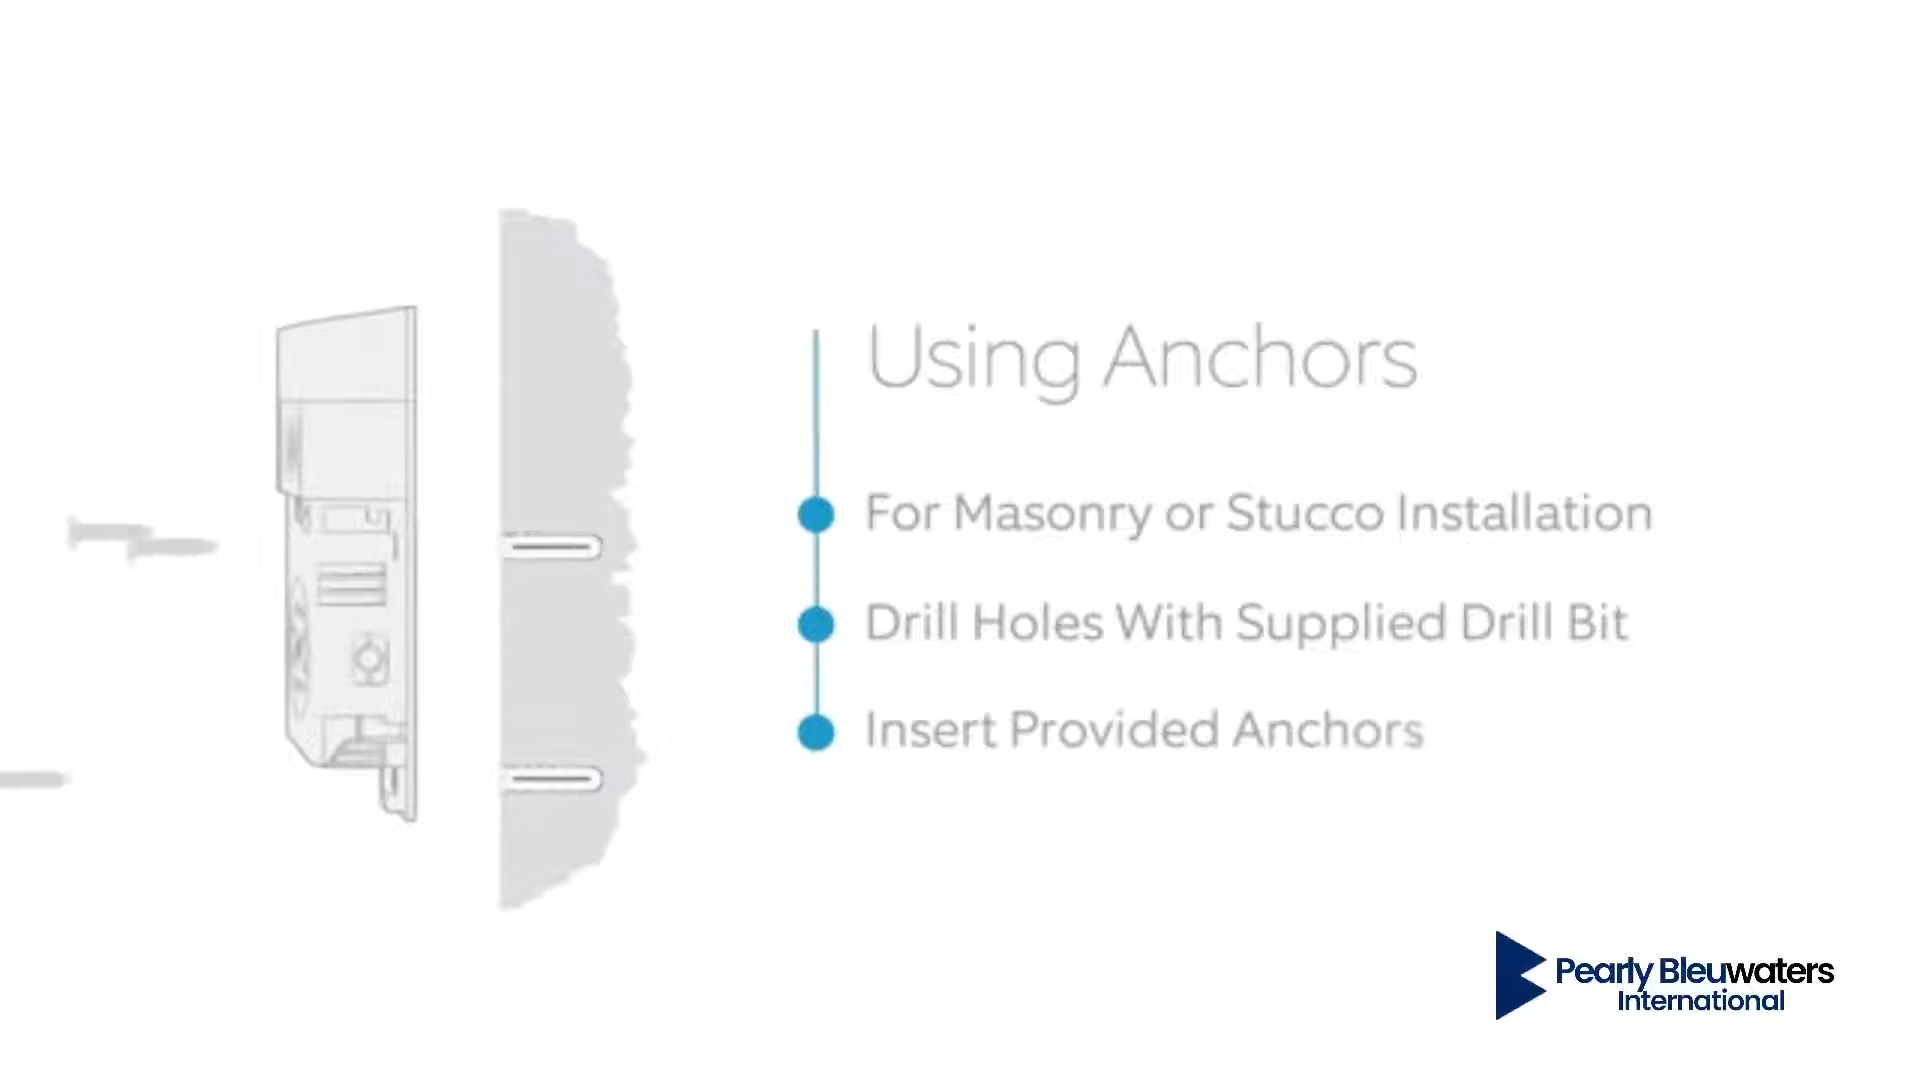 Using Anchors
For Masonry or Stucco Installation
Drill Holes With Supplied Drill Bit
Insert Provided Anchors
Pearly Bleuwaters
International